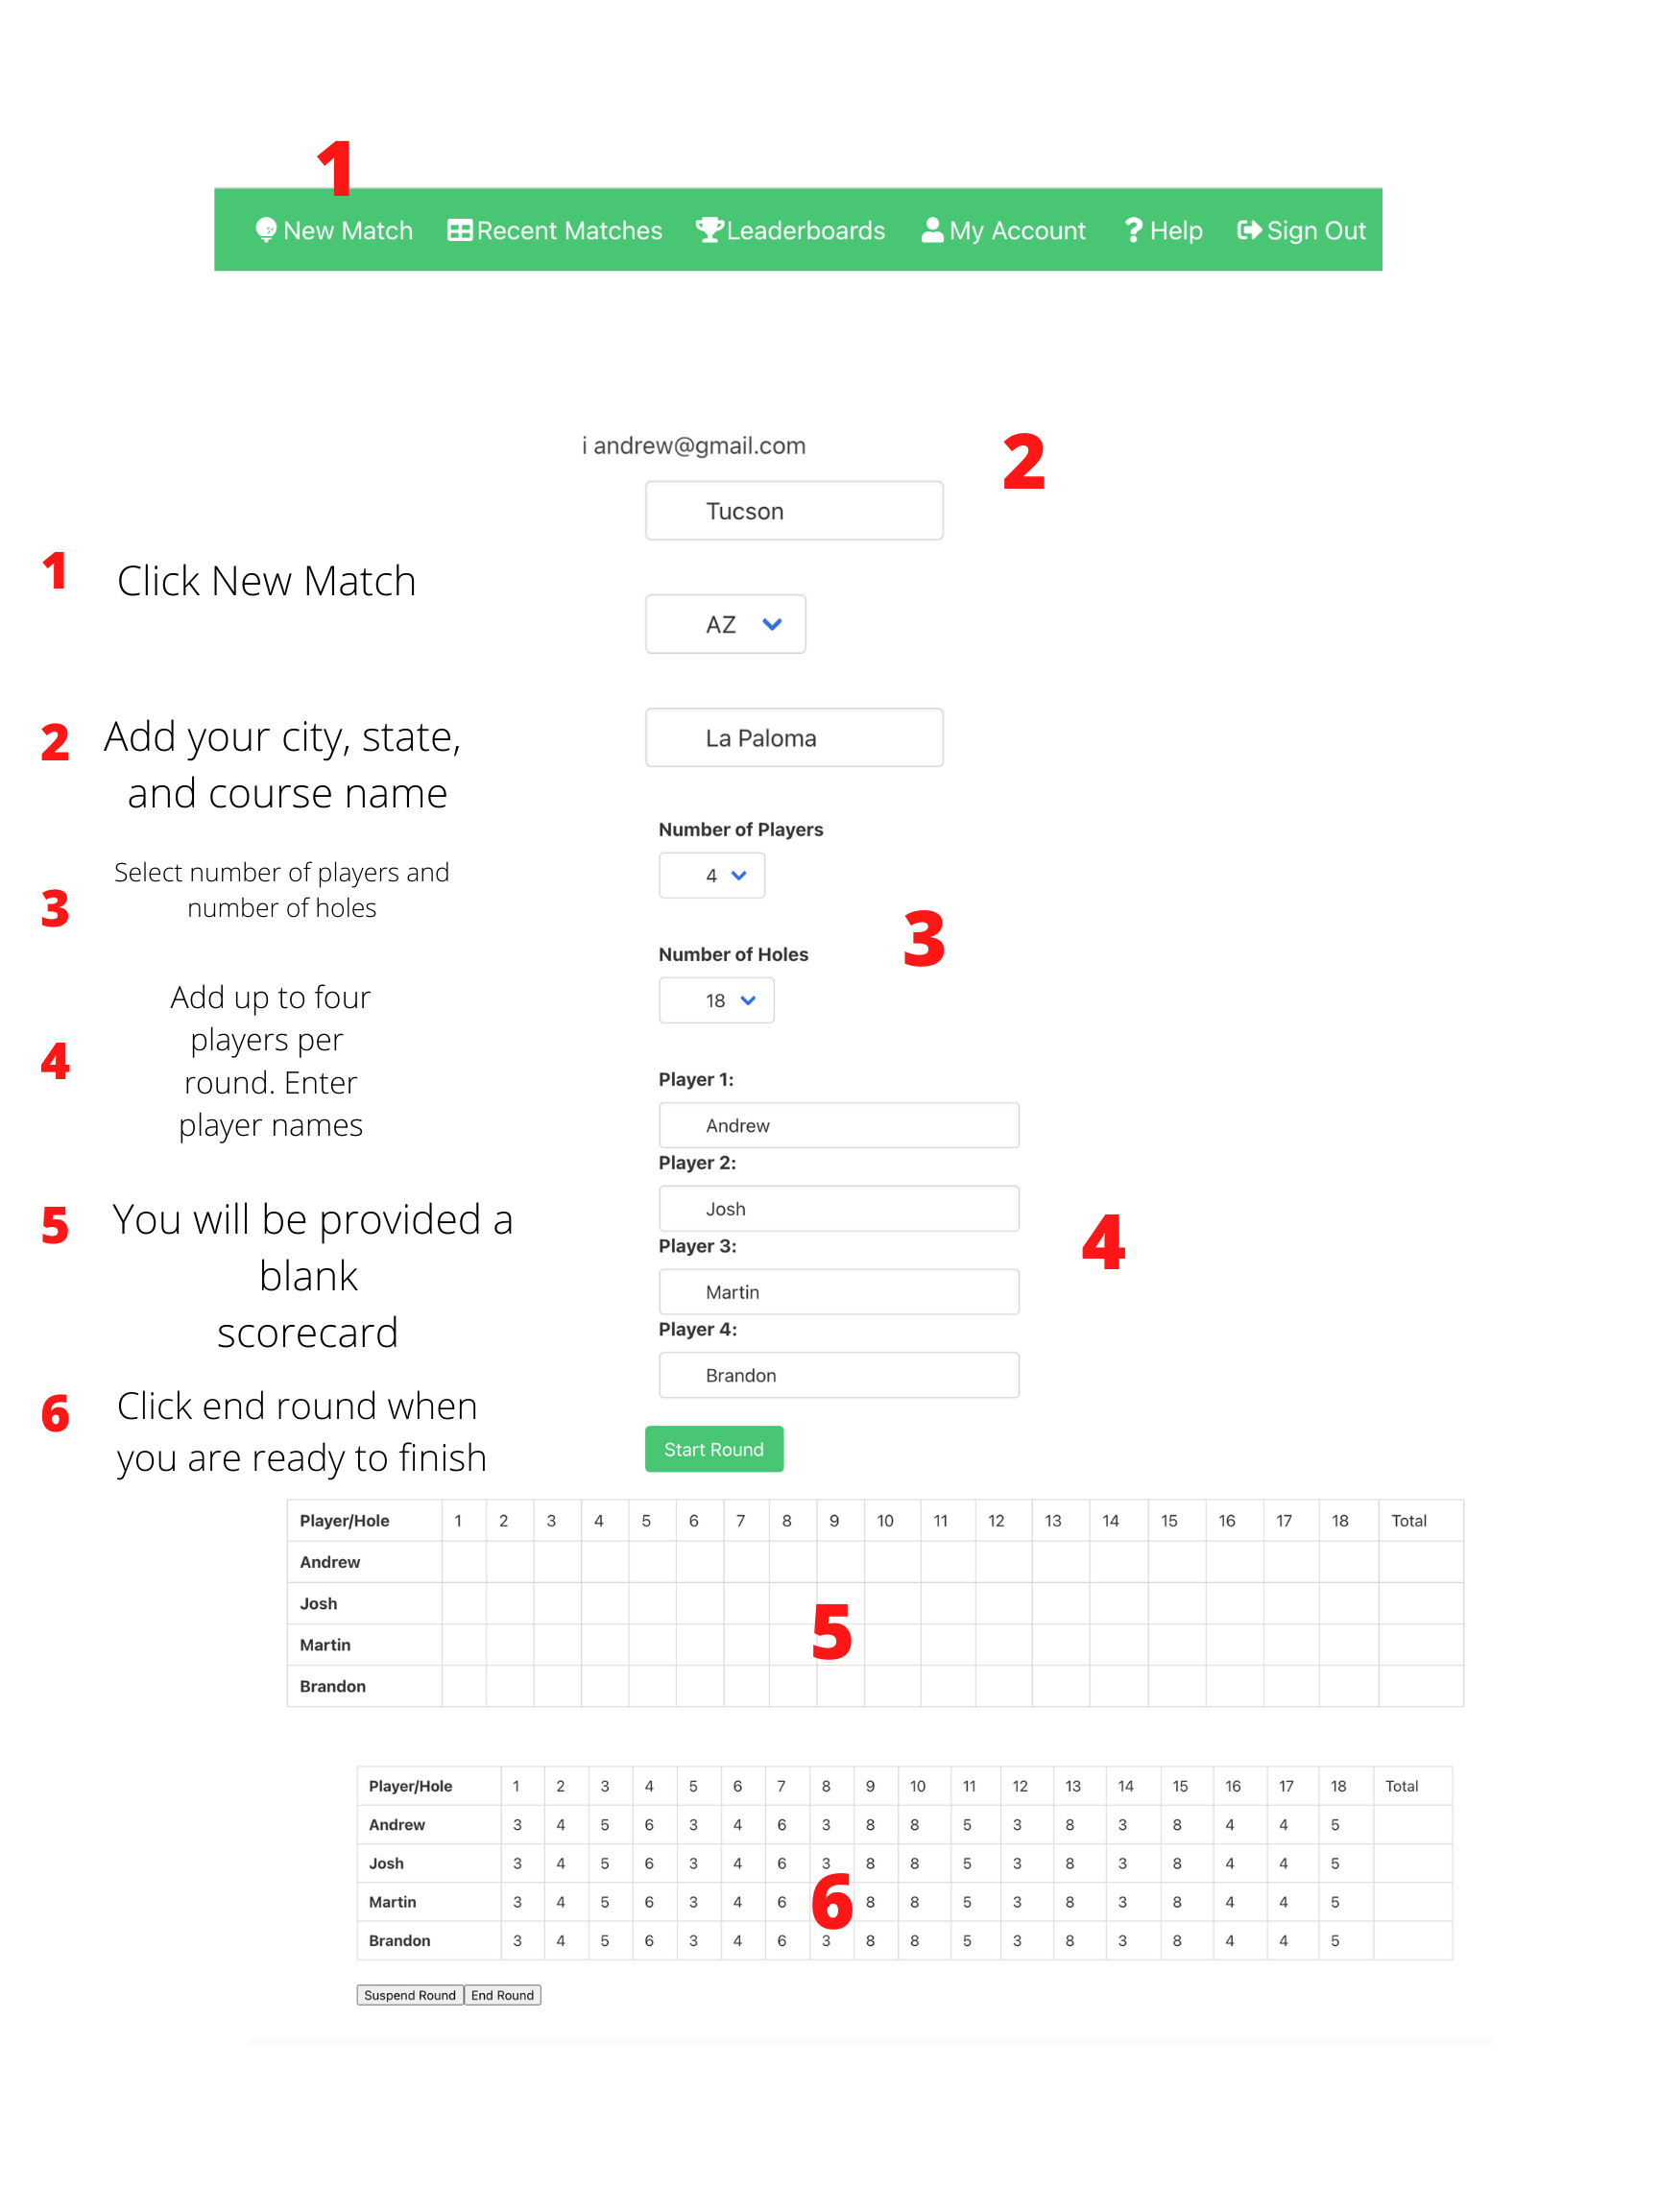 1
New Match Recent Matches Leaderboards My Account Help Sign Out
i andrew@gmail.com
2
Tucson
AZ
La Paloma
1 Click New Match
2 Add your city, state,
and course name
3 Select number of players and
number of holes
4 Add up to four
players per
round. Enter
player names
5 You will be provided a
blank
scorecard
6 Click end round when
you are ready to finish
Number of Players
4
3
Number of Holes
18
Player 1:
Andrew
Player 2:
Josh
4
Player 3:
Martin
Player 4:
Brandon
Start Round
Player/Hole 1 2 3 4 5 6 7 8 9 10 11 12 13 14 15 16 17 18 Total
Andrew
Josh
5
Martin
Brandon
Player/Hole 1 2 3 4 5 6 7 8 9 10 11 12 13 14 15 16 17 18 Total
Andrew 3 4 5 6 3 4 6 3 8 8 5 3 8 3 8 4 4 5
Josh 3 4 5 6 3 4 6 3 8 8 5 3 8 3 8 4 4 5
6
Martin 3 4 5 6 3 4 6 8 8 5 3 8 3 8 4 4 5
Brandon 3 4 5 6 3 4 6 3 8 8 5 3 8 3 8 4 4 5
Suspend Round End Round